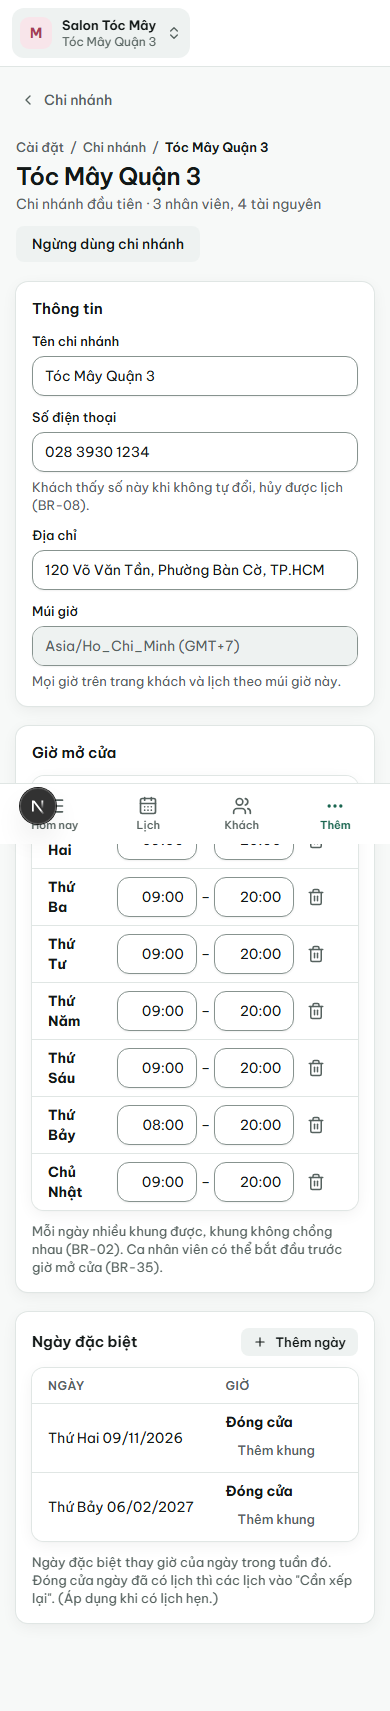 M
Salon Tóc Mây
Tóc Mây Quận 3
Chi nhánh
Cài đặt / Chi nhánh / Tóc Mây Quận 3
Tóc Mây Quận 3
Chi nhánh đầu tiên · 3 nhân viên, 4 tài nguyên
Ngừng dùng chi nhánh
Thông tin
Tên chi nhánh
Tóc Mây Quận 3
Số điện thoại
028 3930 1234
Khách thấy số này khi không tự đổi, hủy được lịch
(BR-08).
Địa chỉ
120 Võ Văn Tần, Phường Bàn Cờ, TP.HCM
Múi giờ
Asia/Ho_Chi_Minh (GMT+7)
Mọi giờ trên trang khách và lịch theo múi giờ này.
Giờ mở cửa
N
Hôm nay
Lịch
Khách
Thêm
Hai
Thứ
Ba
09:00 – 20:00
Thứ
Tư
09:00 – 20:00
Thứ
Năm
09:00 – 20:00
Thứ
Sáu
09:00 – 20:00
Thứ
Bảy
08:00 – 20:00
Chủ
Nhật
09:00 – 20:00
Mỗi ngày nhiều khung được, khung không chồng
nhau (BR-02). Ca nhân viên có thể bắt đầu trước
giờ mở cửa (BR-35).
Ngày đặc biệt
+ Thêm ngày
NGÀY GIỜ
Thứ Hai 09/11/2026
Đóng cửa
Thêm khung
Thứ Bảy 06/02/2027
Đóng cửa
Thêm khung
Ngày đặc biệt thay giờ của ngày trong tuần đó.
Đóng cửa ngày đã có lịch thì các lịch vào "Cần xếp
lại". (Áp dụng khi có lịch hẹn.)